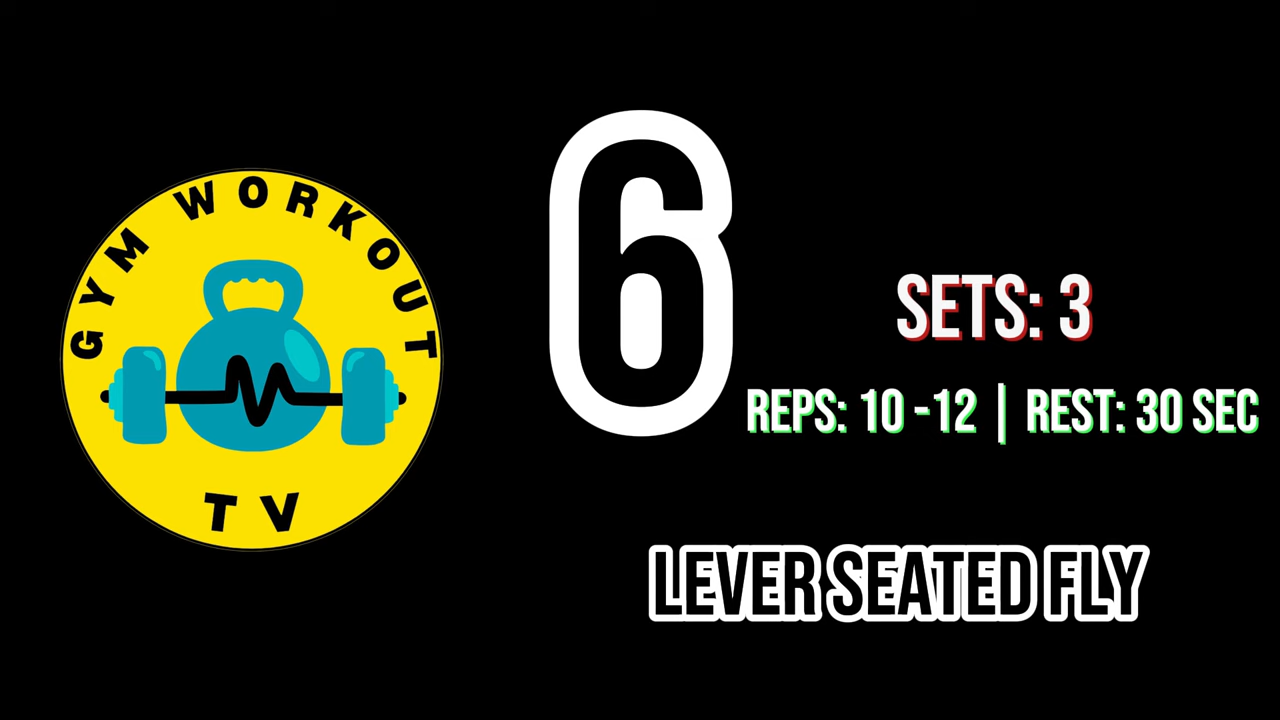 GYM WORKOUT
TV
6
SETS: 3
REPS: 10 -12 | REST: 30 SEC
LEVER SEATED FLY